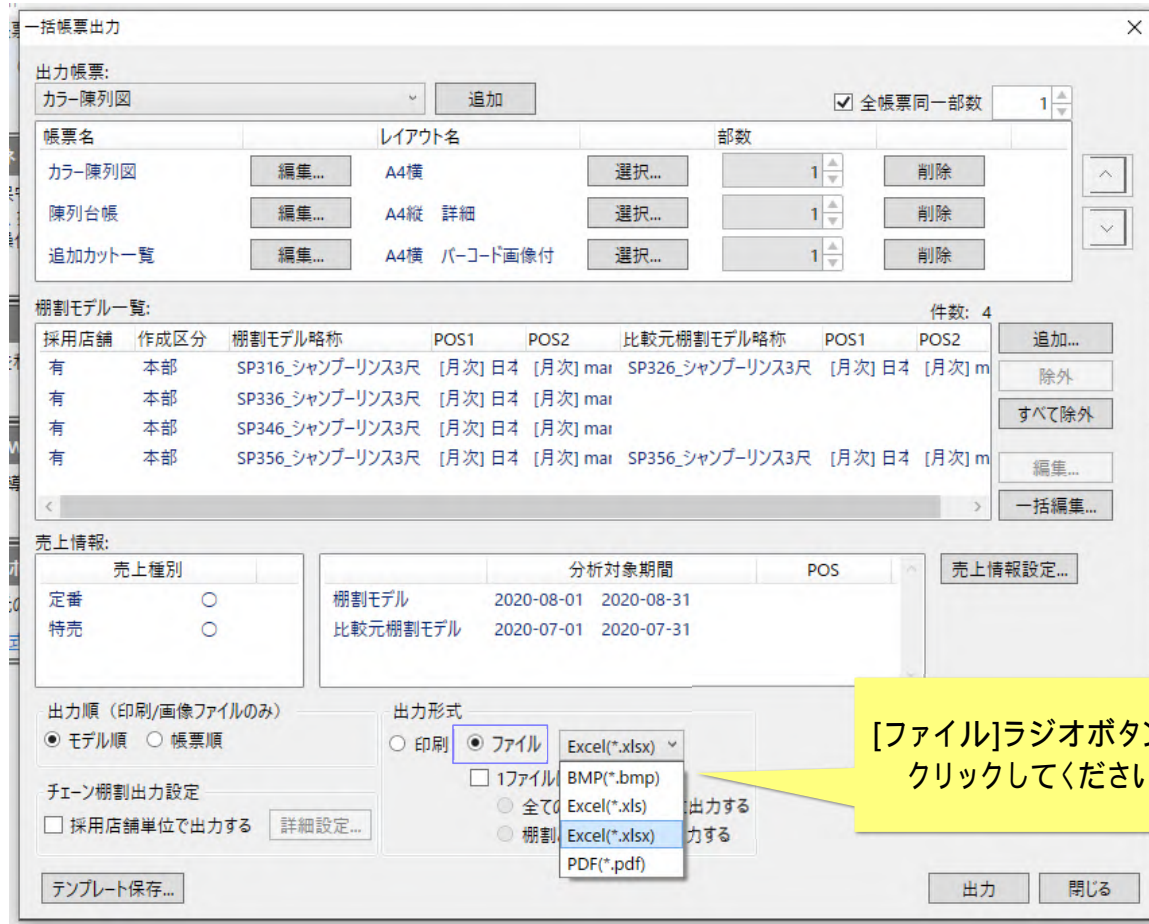 一括帳票出力
出力帳票:
カラー陳列図 追加 全帳票同一部数 1
帳票名 レイアウト名 部数
カラー陳列図 編集... A4横 選択... 1 削除
陳列台帳 編集... A4縦 詳細 選択... 1 削除
追加カット一覧 編集... A4横 バーコード画像付 選択... 1 削除
棚割モデル一覧: 件数: 4
採用店舗 作成区分 棚割モデル略称 POS1 POS2 比較元棚割モデル略称 POS1 POS2 追加...
有 本部 SP316_シャンプーリンス3尺 [月次] 日本 [月次] mar SP326_シャンプーリンス3尺 [月次] 日本 [月次] m 除外
有 本部 SP336_シャンプーリンス3尺 [月次] 日本 [月次] mar
すべて除外
有 本部 SP346_シャンプーリンス3尺 [月次] 日本 [月次] mar
有 本部 SP356_シャンプーリンス3尺 [月次] 日本 [月次] mar SP356_シャンプーリンス3尺 [月次] 日本 [月次] m 編集...
一括編集...
売上情報:
売上種別 分析対象期間 POS 売上情報設定...
定番 ○ 棚割モデル 2020-08-01 2020-08-31
特売 ○ 比較元棚割モデル 2020-07-01 2020-07-31
出力順（印刷/画像ファイルのみ） 出力形式
モデル順 帳票順 印刷 ファイル Excel(*.xlsx)
[ファイル]ラジオボタン
クリックしてください
1ファイル BMP(*.bmp)
チェーン棚割出力設定
全ての Excel(*.xls) 出力する
採用店舗単位で出力する 詳細設定... 棚割 Excel(*.xlsx) 力する
PDF(*.pdf)
テンプレート保存... 出力 閉じる